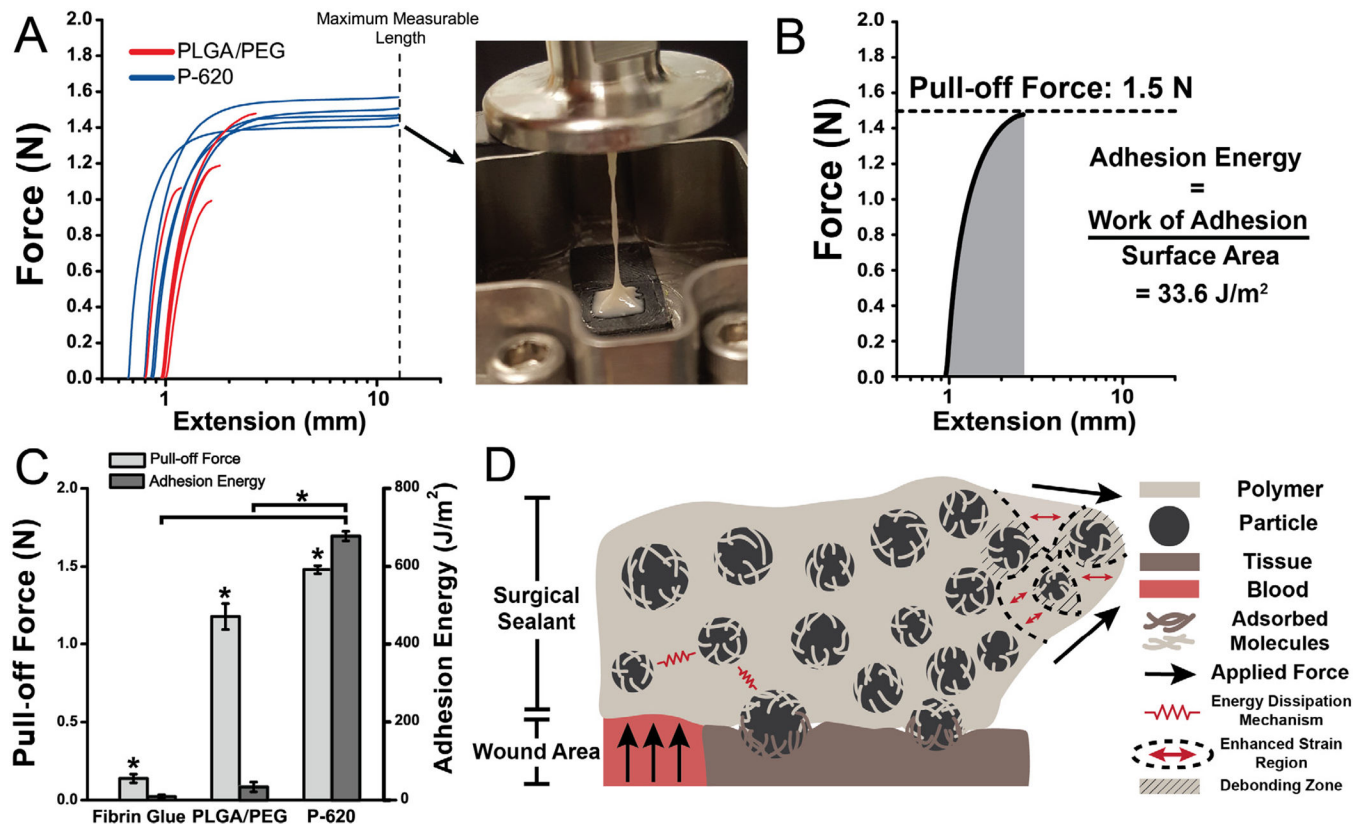 A
2.0
1.8
1.6
1.4
1.2
1.0
0.8
0.6
0.4
0.2
0.0
Force (N)
PLGA/PEG
P-620
Maximum Measurable
Length
1
10
Extension (mm)
B
2.0
1.8
1.6
1.4
1.2
1.0
0.8
0.6
0.4
0.2
0.0
Force (N)
Pull-off Force: 1.5 N
Adhesion Energy
=
Work of Adhesion
Surface Area
= 33.6 J/m²
1
10
Extension (mm)
C
Pull-off Force
Adhesion Energy
2.0
1.5
1.0
0.5
0.0
Pull-off Force (N)
*
*
*
*
800
600
400
200
0
Adhesion Energy (J/m²)
Fibrin Glue PLGA/PEG P-620
D
Surgical
Sealant
Wound Area
Polymer
Particle
Tissue
Blood
Adsorbed
Molecules
Applied Force
Energy Dissipation
Mechanism
Enhanced Strain
Region
Debonding Zone